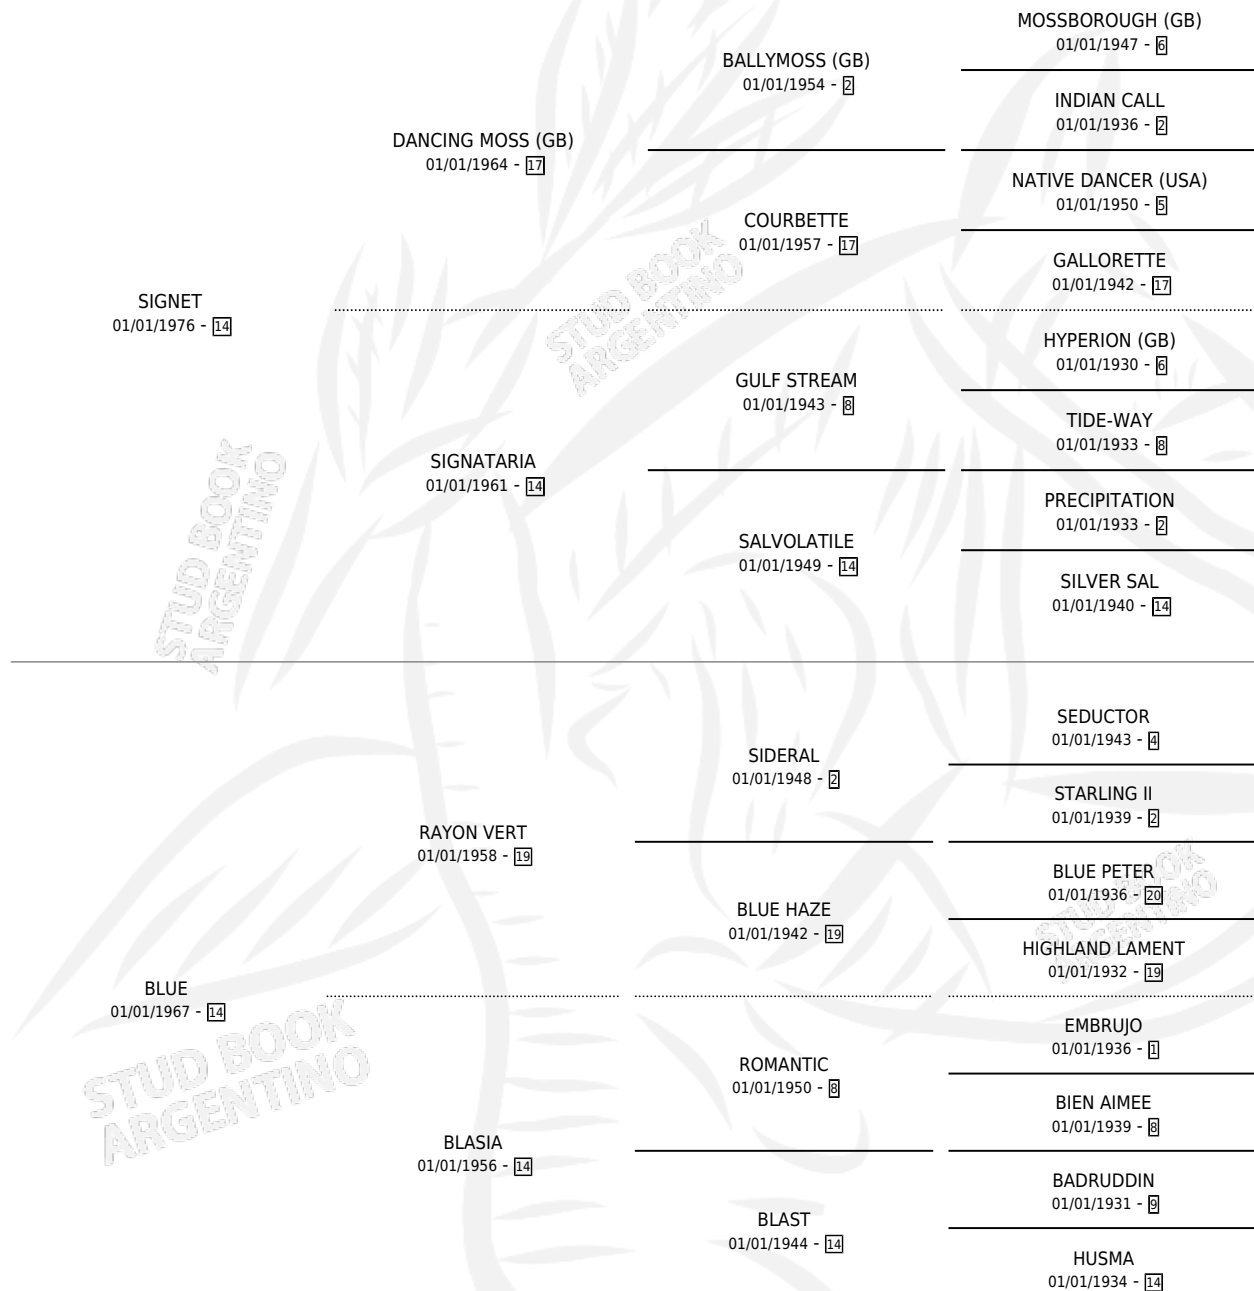 MOSSBOROUGH (GB)
01/01/1947 - 6
BALLYMOSS (GB)
01/01/1954 - 2
INDIAN CALL
01/01/1936 - 2
DANCING MOSS (GB)
01/01/1964 - 17
NATIVE DANCER (USA)
01/01/1950 - 5
COURBETTE
01/01/1957 - 17
GALLORETTE
01/01/1942 - 17
SIGNET
01/01/1976 - 14
HYPERION (GB)
01/01/1930 - 6
GULF STREAM
01/01/1943 - 8
TIDE-WAY
01/01/1933 - 8
SIGNATARIA
01/01/1961 - 14
PRECIPITATION
01/01/1933 - 2
SALVOLATILE
01/01/1949 - 14
SILVER SAL
01/01/1940 - 14
SEDUCTOR
01/01/1943 - 4
SIDERAL
01/01/1948 - 2
STARLING II
01/01/1939 - 2
RAYON VERT
01/01/1958 - 19
BLUE PETER
01/01/1936 - 20
BLUE HAZE
01/01/1942 - 19
HIGHLAND LAMENT
01/01/1932 - 19
BLUE
01/01/1967 - 14
EMBRUJO
01/01/1936 - 1
ROMANTIC
01/01/1950 - 8
BIEN AIMEE
01/01/1939 - 8
BLASIA
01/01/1956 - 14
BADRUDDIN
01/01/1931 - 9
BLAST
01/01/1944 - 14
HUSMA
01/01/1934 - 14
STUD BOOK
ARGENTINO
STUD BOOK
ARGENTINO
STUD BOOK
ARGENTINO
STUD BOOK
ARGENTINO